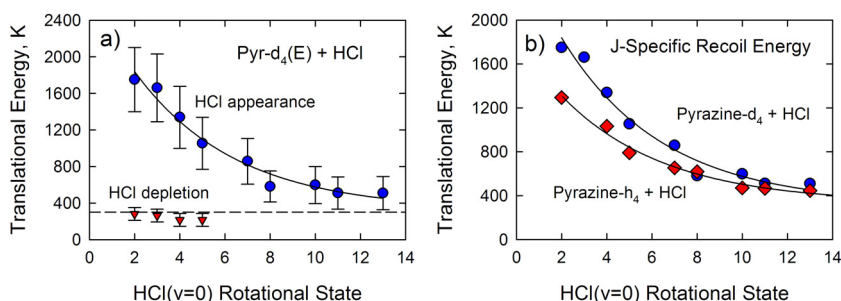 a)
Pyr-d4(E) + HCl
HCl appearance
HCl depletion
Translational Energy, K
2400
2000
1600
1200
800
400
0
0 2 4 6 8 10 12 14
HCl(v=0) Rotational State
b)
J-Specific Recoil Energy
Pyrazine-d4 + HCl
Pyrazine-h4 + HCl
Translational Energy, K
2000
1600
1200
800
400
0
0 2 4 6 8 10 12 14
HCl(v=0) Rotational State